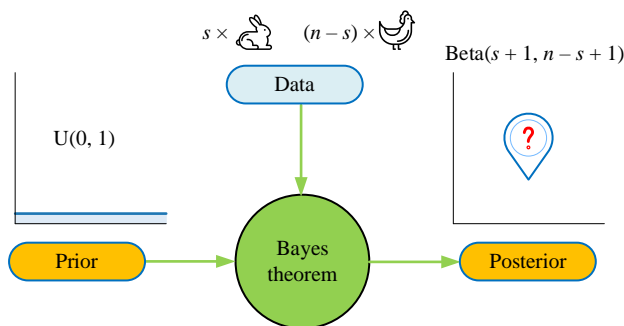 s × (n – s) ×
Beta(s + 1, n – s + 1)
Data
U(0, 1)
?
Prior
Bayes
theorem
Posterior